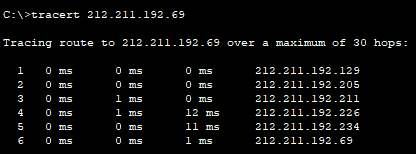 C:\>tracert 212.211.192.69
Tracing route to 212.211.192.69 over a maximum of 30 hops:
1 0 ms 0 ms 0 ms 212.211.192.129
2 0 ms 0 ms 0 ms 212.211.192.205
3 0 ms 1 ms 0 ms 212.211.192.211
4 0 ms 1 ms 12 ms 212.211.192.226
5 0 ms 0 ms 11 ms 212.211.192.234
6 0 ms 0 ms 1 ms 212.211.192.69